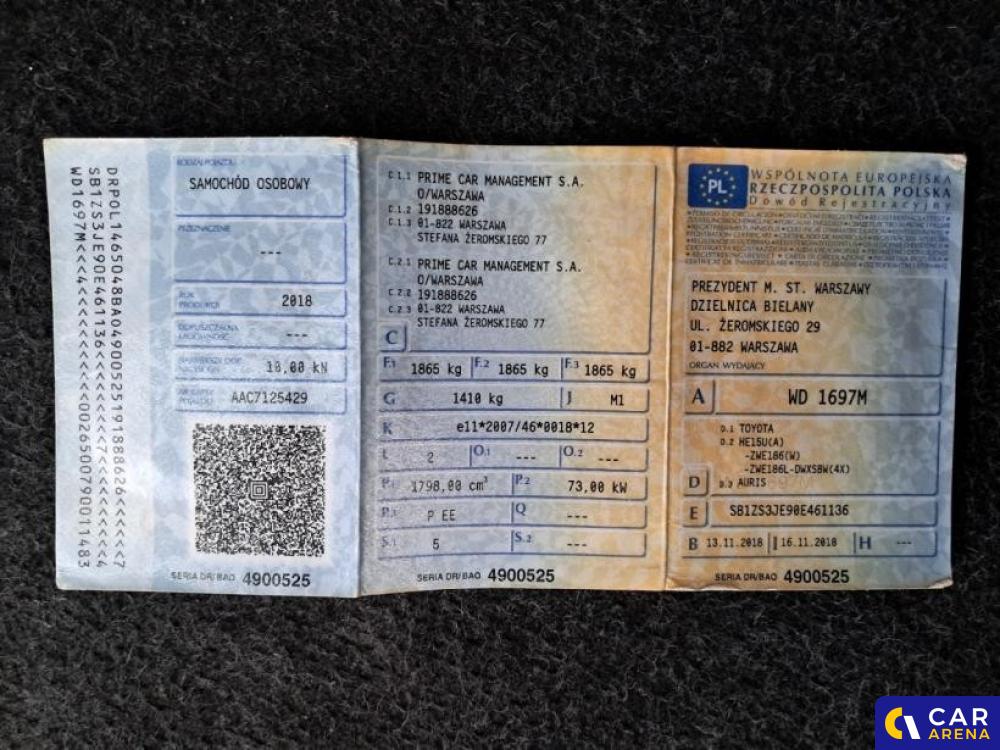 DRPOL1465048BA0490052519188862６<<<<<7
SB1ZS3JE90E461136<<<<<<<7<<<<<<<4
WD1697M<<4<<<<<<<<<<0026500790011483
RODZAJ POJAZDU
SAMOCHÓD OSOBOWY
PRZEZNACZENIE
---
ROK PRODUKCJI
2018
DOPUSZCZALNA
ŁADOWNOŚĆ
---
NACISK OSI
10,00 kN
NR KARTY
POJAZDU
AAC7125429
SERIA DR/BAO 4900525
C.1.1 PRIME CAR MANAGEMENT S.A.
O/WARSZAWA
C.1.2 191888626
C.1.3 01-822 WARSZAWA
STEFANA ŻEROMSKIEGO 77
C.2.1 PRIME CAR MANAGEMENT S.A.
O/WARSZAWA
C.2.2 191888626
C.2.3 01-822 WARSZAWA
STEFANA ŻEROMSKIEGO 77
C
F.1 1865 kg F.2 1865 kg F.3 1865 kg
G 1410 kg J M1
K e11*2007/46*0018*12
L 2 O.1 --- O.2 ---
P.1 1798,00 cm³ P.2 73,00 kW
P.3 P EE Q ---
S.1 5 S.2 ---
SERIA DR/BAO 4900525
PL
WSPÓLNOTA EUROPEJSKA
RZECZPOSPOLITA POLSKA
Dowód Rejestracyjny
PREZYDENT M. ST. WARSZAWY
DZIELNICA BIELANY
UL. ŻEROMSKIEGO 29
01-882 WARSZAWA
ORGAN WYDAJĄCY
A WD 1697M
D.1 TOYOTA
D.2 HE15U(A)
-ZWE186(W)
-ZWE186L-DWXSBW(4X)
D D.3 AURIS
E SB1ZS3JE90E461136
B 13.11.2018 I 16.11.2018 H ---
SERIA DR/BAO 4900525
CAR
ARENA